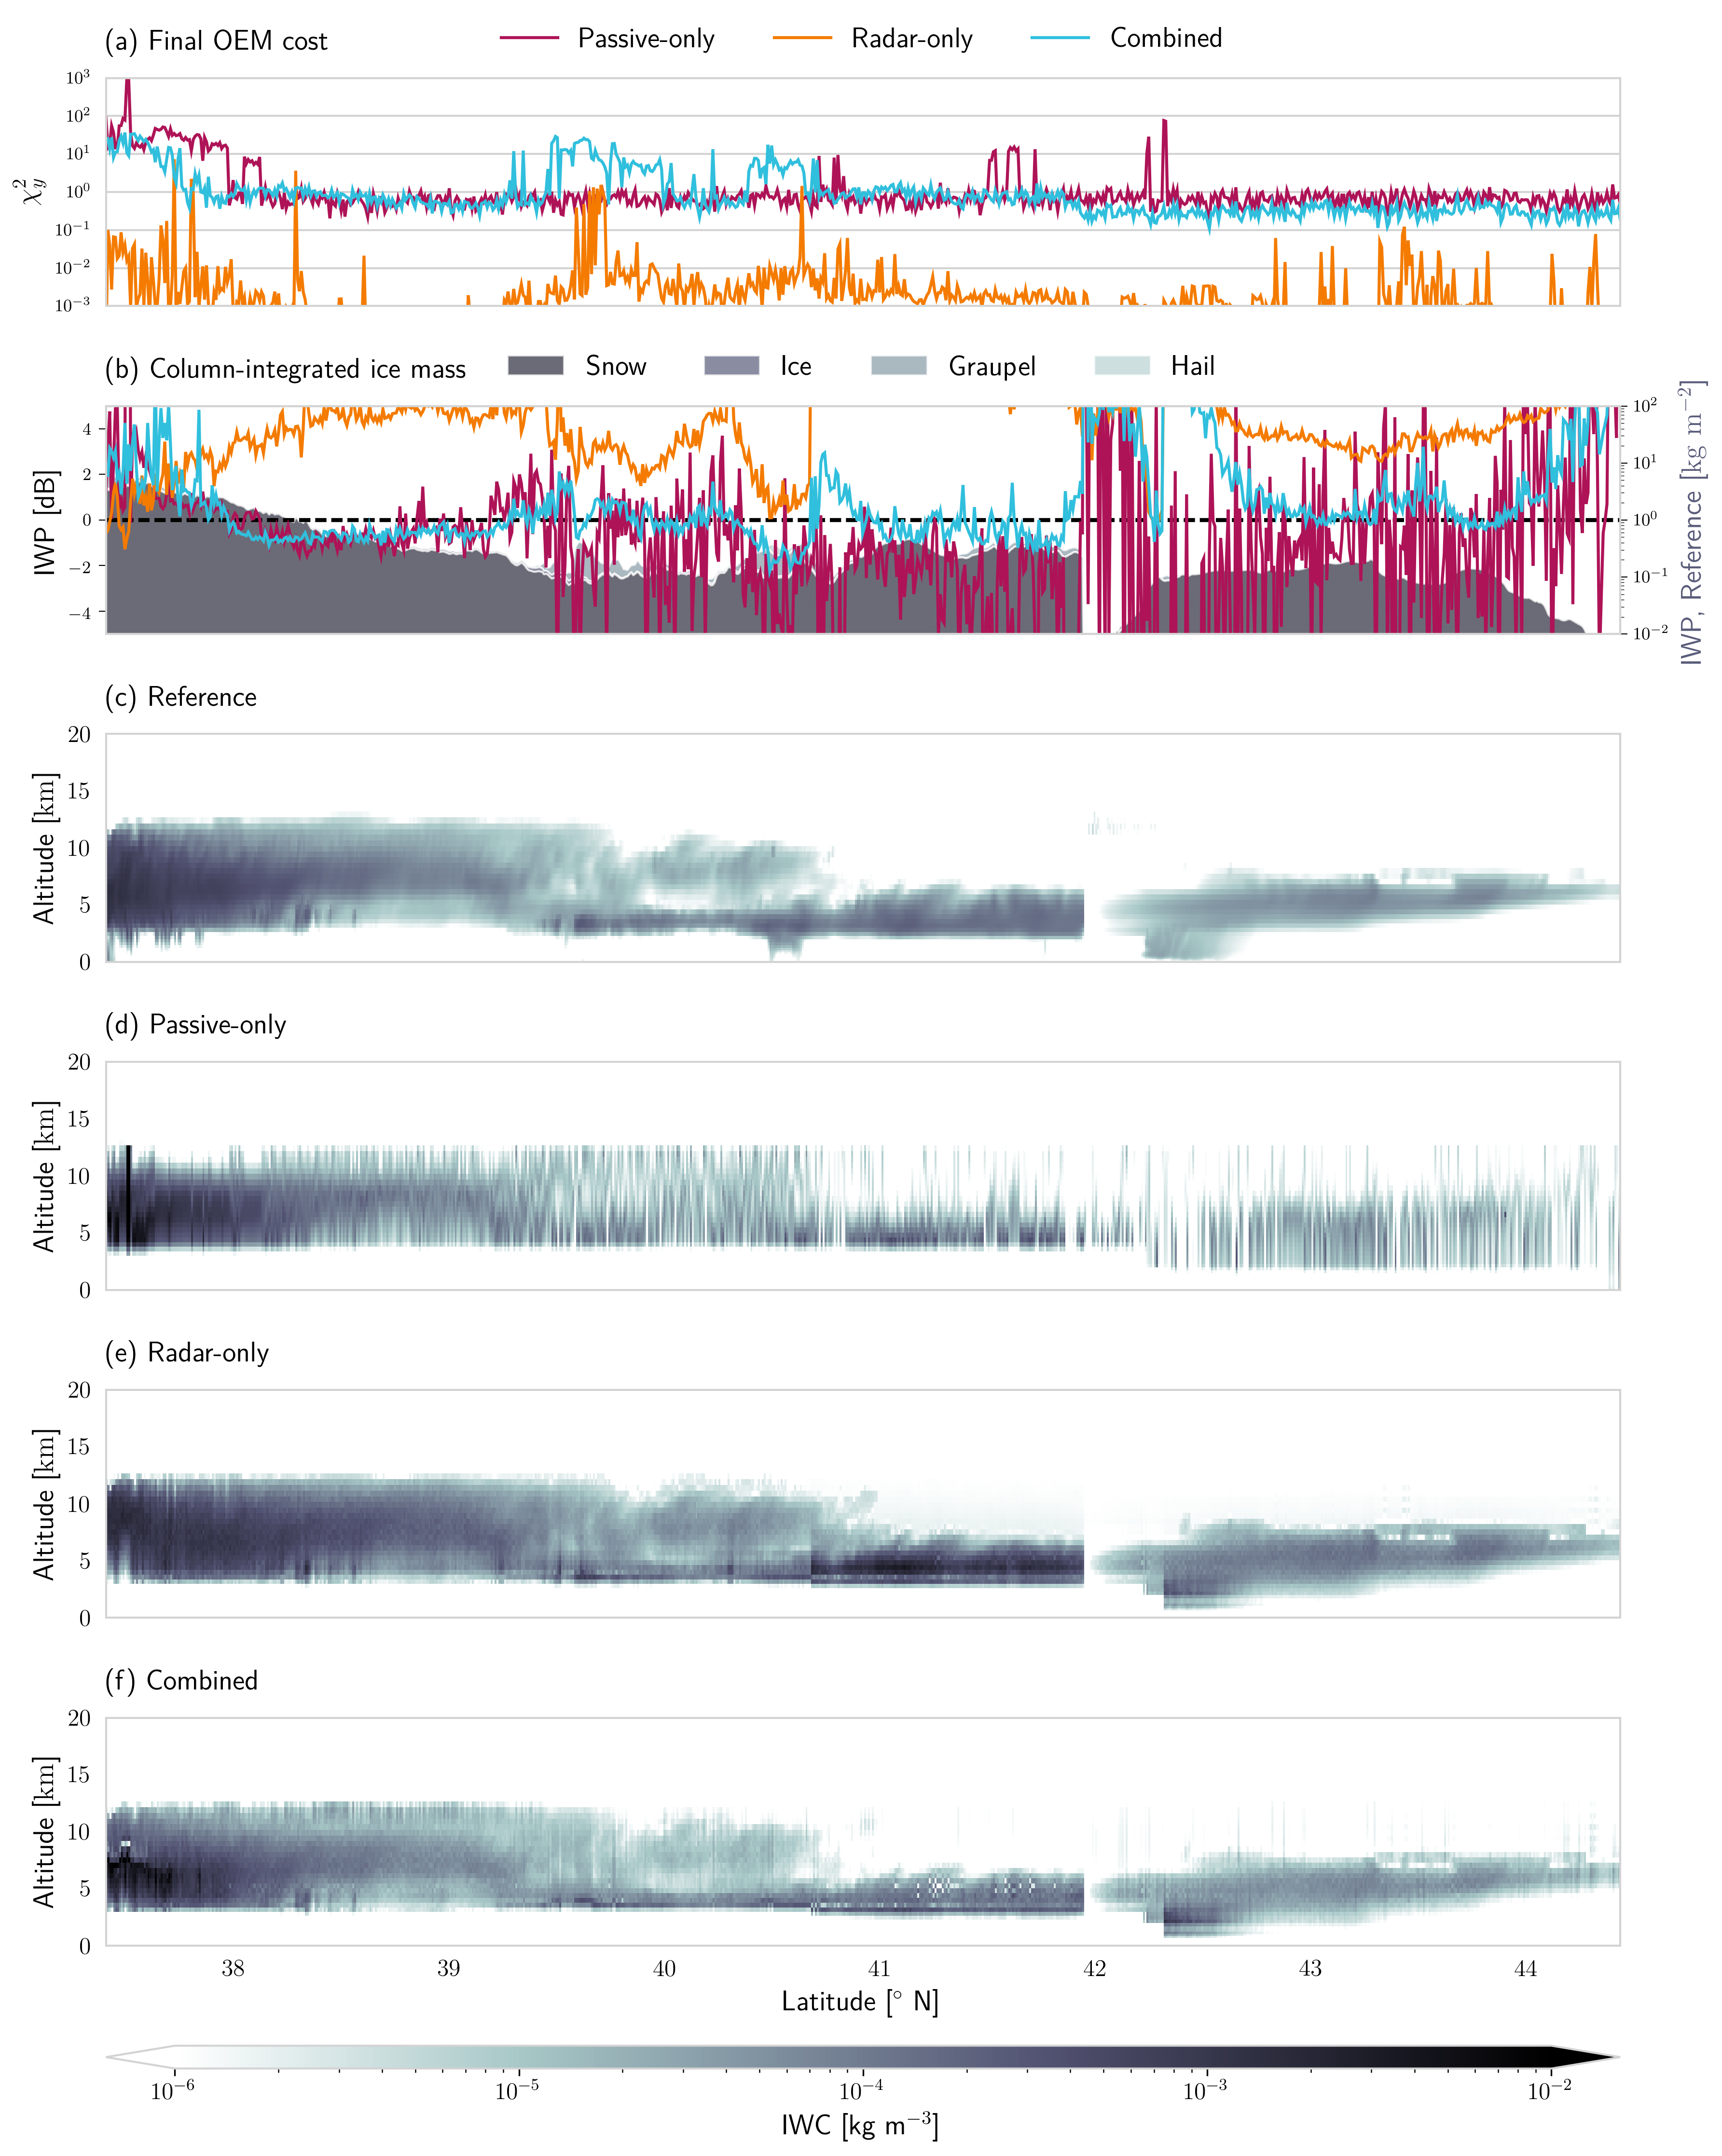 (a) Final OEM cost Passive-only Radar-only Combined
10³
10²
10¹
10⁰
10⁻¹
10⁻²
10⁻³
χ²y
(b) Column-integrated ice mass Snow Ice Graupel Hail
4
2
0
−2
−4
IWP [dB]
10²
10¹
10⁰
10⁻¹
10⁻²
IWP, Reference [kg m⁻²]
(c) Reference
20
15
10
5
0
Altitude [km]
(d) Passive-only
20
15
10
5
0
Altitude [km]
(e) Radar-only
20
15
10
5
0
Altitude [km]
(f) Combined
20
15
10
5
0
Altitude [km]
38 39 40 41 42 43 44
Latitude [° N]
10⁻⁶ 10⁻⁵ 10⁻⁴ 10⁻³ 10⁻²
IWC [kg m⁻³]